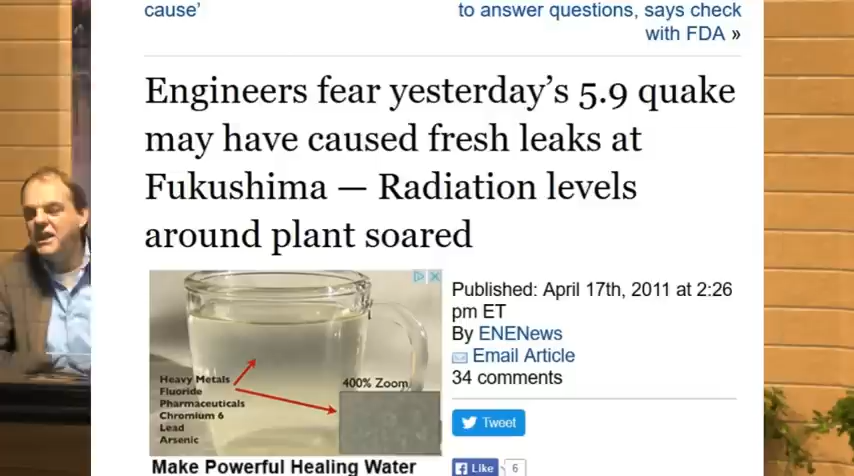 cause’
to answer questions, says check
with FDA »
Engineers fear yesterday’s 5.9 quake
may have caused fresh leaks at
Fukushima — Radiation levels
around plant soared
Heavy Metals
Fluoride
Pharmaceuticals
Chromium 6
Lead
Arsenic
400% Zoom
Make Powerful Healing Water
Published: April 17th, 2011 at 2:26
pm ET
By ENENews
Email Article
34 comments
Tweet
Like
6